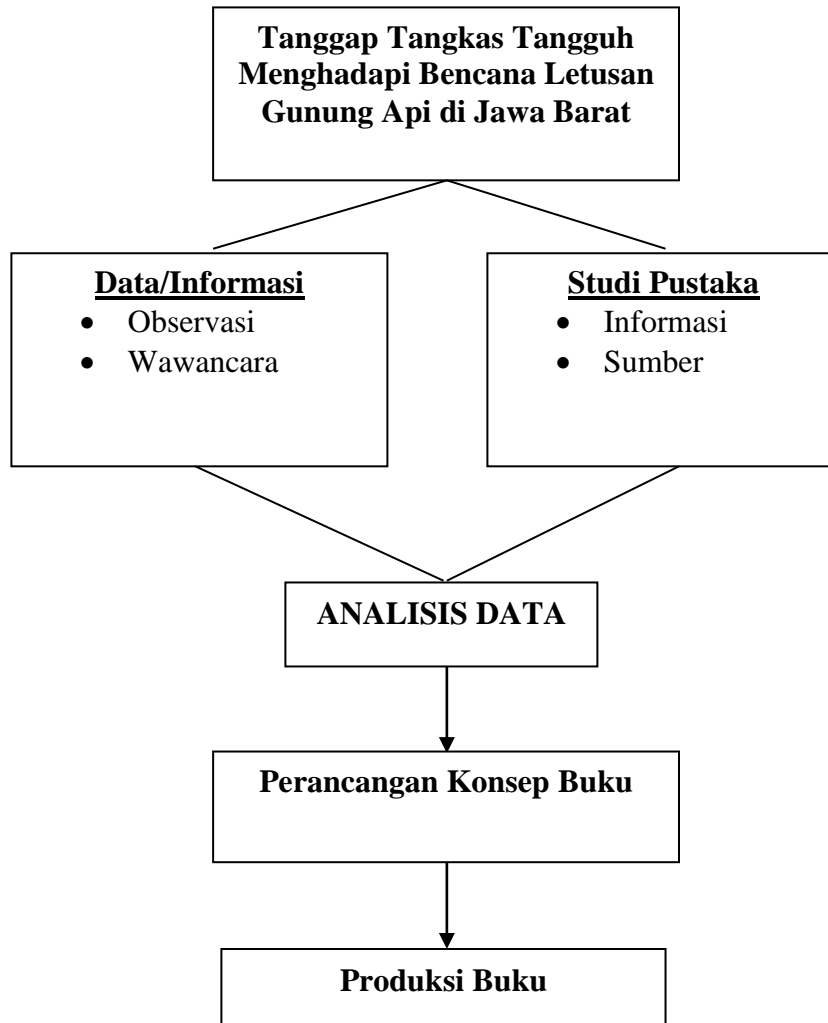 Tanggap Tangkas Tangguh
Menghadapi Bencana Letusan
Gunung Api di Jawa Barat
Data/Informasi
• Observasi
• Wawancara
Studi Pustaka
• Informasi
• Sumber
ANALISIS DATA
Perancangan Konsep Buku
Produksi Buku